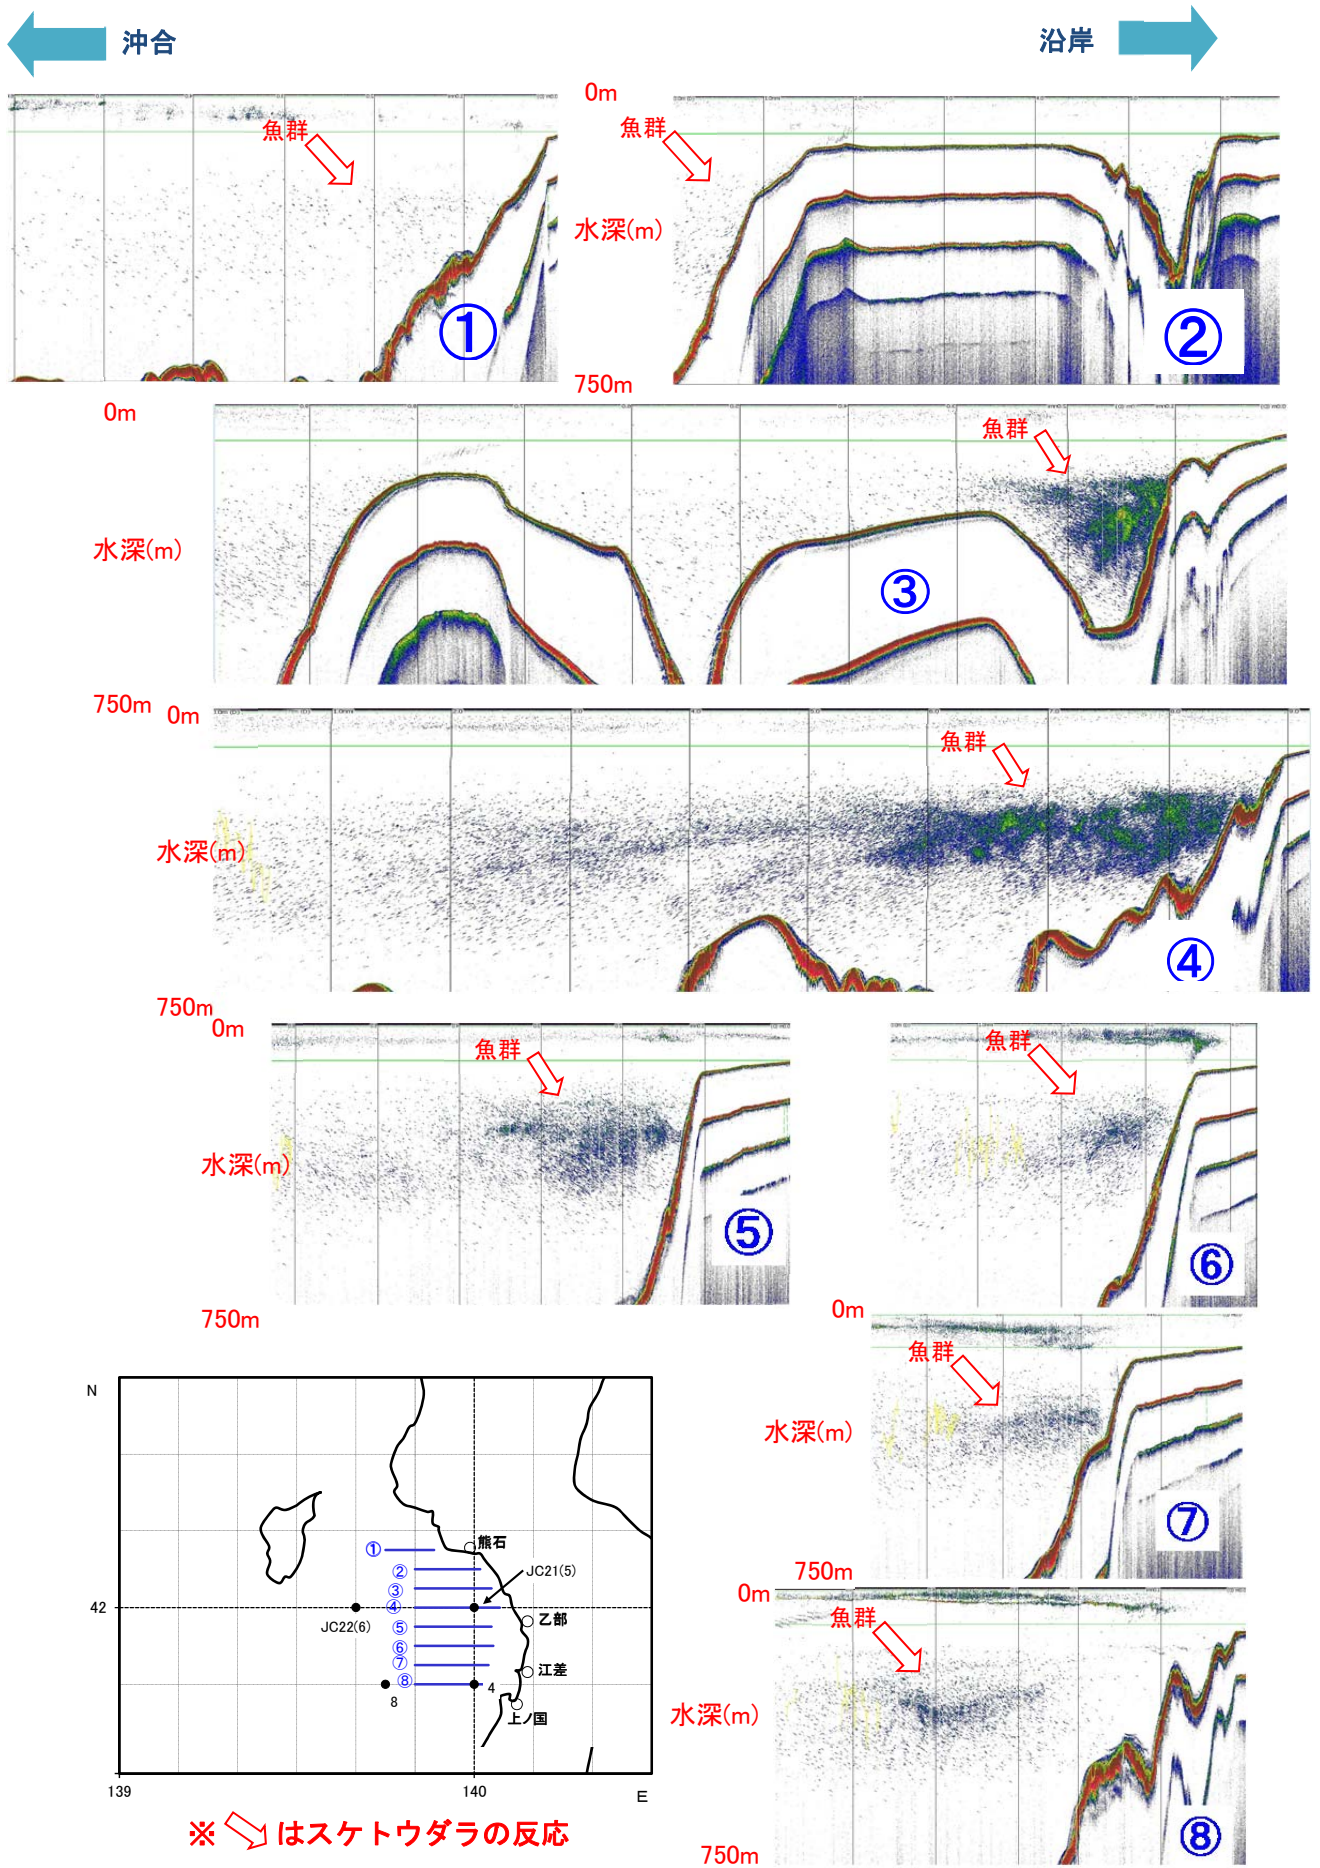 沖合
沿岸
0m
魚群
魚群
水深(m)
①
②
750m
0m
魚群
水深(m)
③
750m
0m
魚群
水深(m)
④
750m
0m
魚群
魚群
水深(m)
⑤
⑥
750m
0m
魚群
水深(m)
⑦
750m
0m
魚群
水深(m)
⑧
750m
N
熊石
①
②
JC21(5)
③
42
④
JC22(6)
⑤
乙部
⑥
⑦
江差
⑧
8
4
上ノ国
139
140
E
※ はスケトウダラの反応